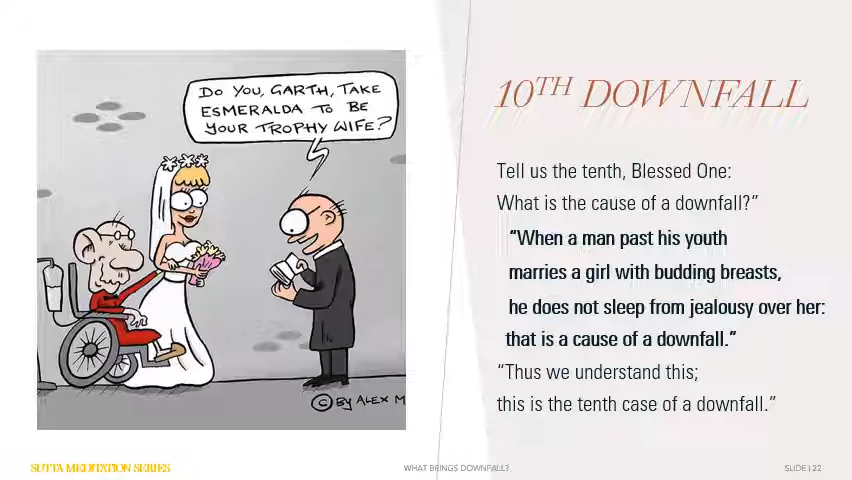 DO YOU, GARTH, TAKE
ESMERALDA TO BE
YOUR TROPHY WIFE?
© BY ALEX M
10TH DOWNFALL
Tell us the tenth, Blessed One:
What is the cause of a downfall?”
“When a man past his youth
marries a girl with budding breasts,
he does not sleep from jealousy over her:
that is a cause of a downfall.”
“Thus we understand this;
this is the tenth case of a downfall.”
SUTTA MEDITATION SERIES
WHAT BRINGS DOWNFALL?
SLIDE | 22